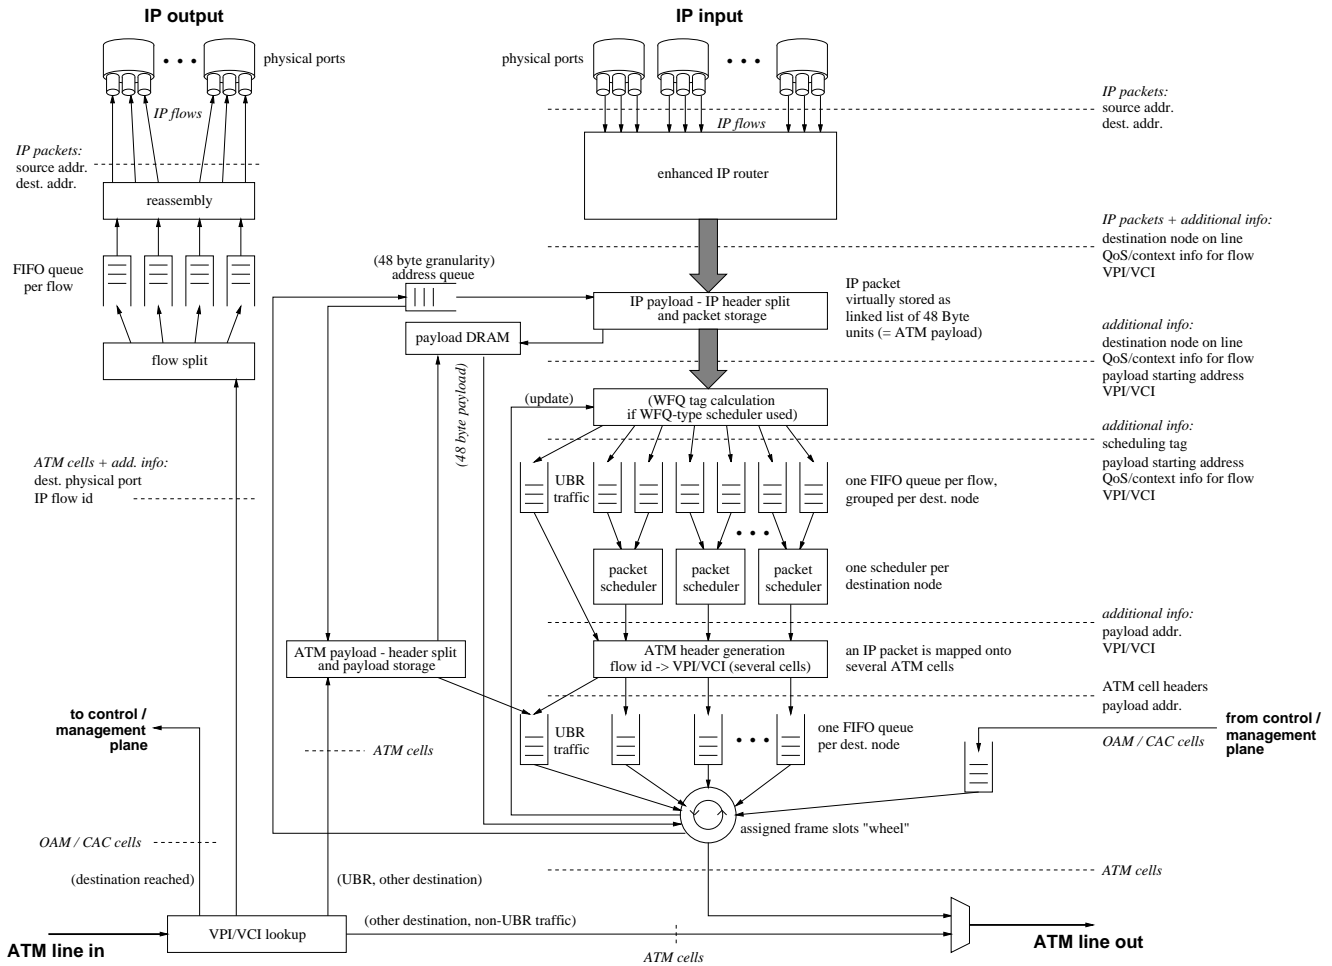 IP output
IP input
physical ports
physical ports
IP flows
IP flows
IP packets:
source addr.
dest. addr.
IP packets:
source addr.
dest. addr.
reassembly
enhanced IP router
FIFO queue
per flow
(48 byte granularity)
address queue
IP packets + additional info:
destination node on line
QoS/context info for flow
VPI/VCI
IP payload - IP header split
and packet storage
IP packet
virtually stored as
linked list of 48 Byte
units (= ATM payload)
payload DRAM
flow split
additional info:
destination node on line
QoS/context info for flow
payload starting address
VPI/VCI
(48 byte payload)
(update)
(WFQ tag calculation
if WFQ-type scheduler used)
additional info:
scheduling tag
payload starting address
QoS/context info for flow
VPI/VCI
ATM cells + add. info:
dest. physical port
IP flow id
UBR
traffic
one FIFO queue per flow,
grouped per dest. node
packet
scheduler
packet
scheduler
packet
scheduler
one scheduler per
destination node
additional info:
payload addr.
VPI/VCI
ATM payload - header split
and payload storage
ATM header generation
flow id -> VPI/VCI (several cells)
an IP packet is mapped onto
several ATM cells
ATM cell headers
payload addr.
to control /
management
plane
ATM cells
UBR
traffic
one FIFO queue
per dest. node
from control /
management
plane
OAM / CAC cells
assigned frame slots "wheel"
OAM / CAC cells
(destination reached)
(UBR, other destination)
ATM cells
(other destination, non-UBR traffic)
VPI/VCI lookup
ATM line in
ATM line out
ATM cells